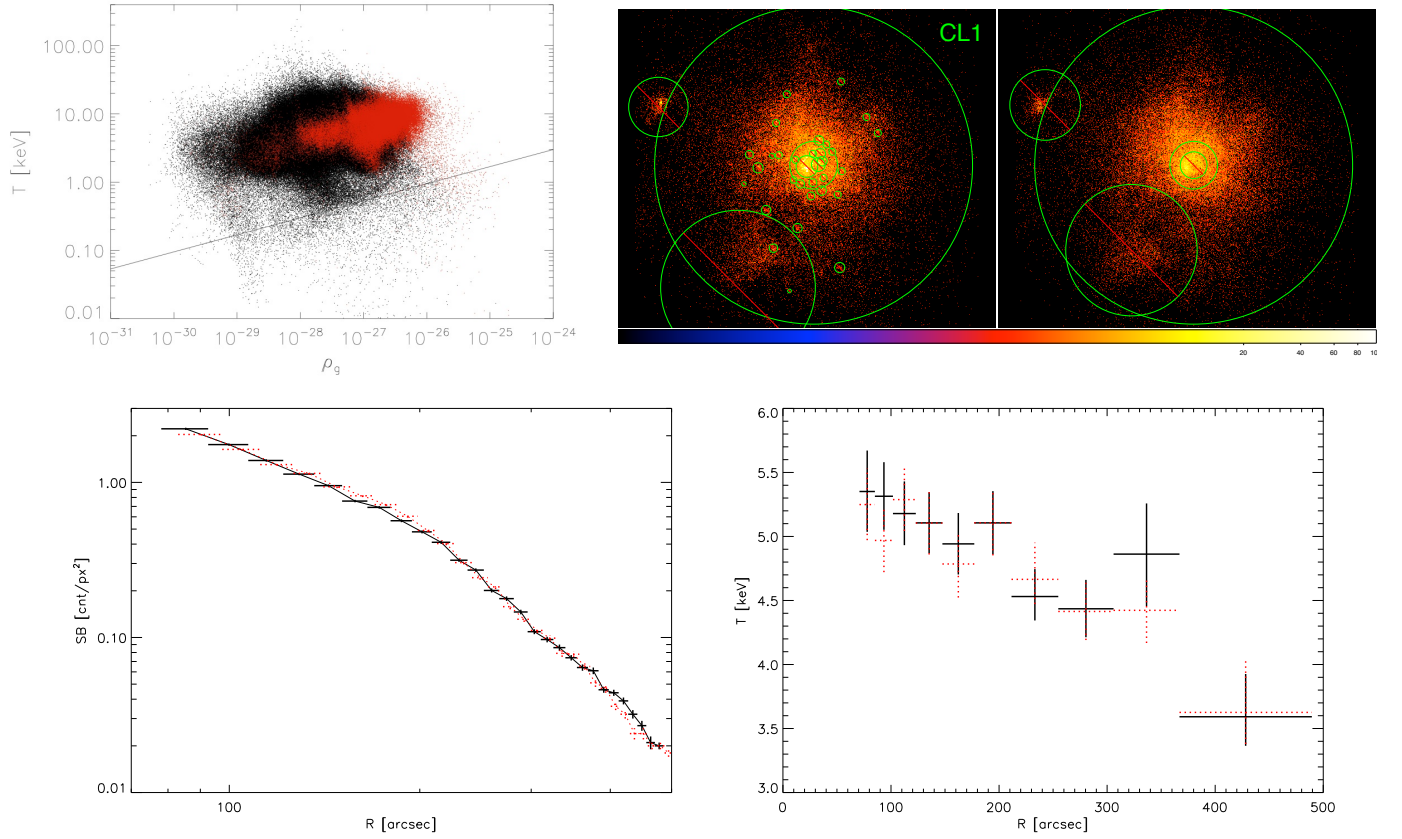 100.00
10.00
1.00
0.10
0.01
T [keV]
10⁻³¹ 10⁻³⁰ 10⁻²⁹ 10⁻²⁸ 10⁻²⁷ 10⁻²⁶ 10⁻²⁵ 10⁻²⁴
ρg
CL1
20 40 60 80 10
1.00
0.10
0.01
SB [cnt/px²]
100
R [arcsec]
6.0
5.5
5.0
4.5
4.0
3.5
3.0
T [keV]
0 100 200 300 400 500
R [arcsec]